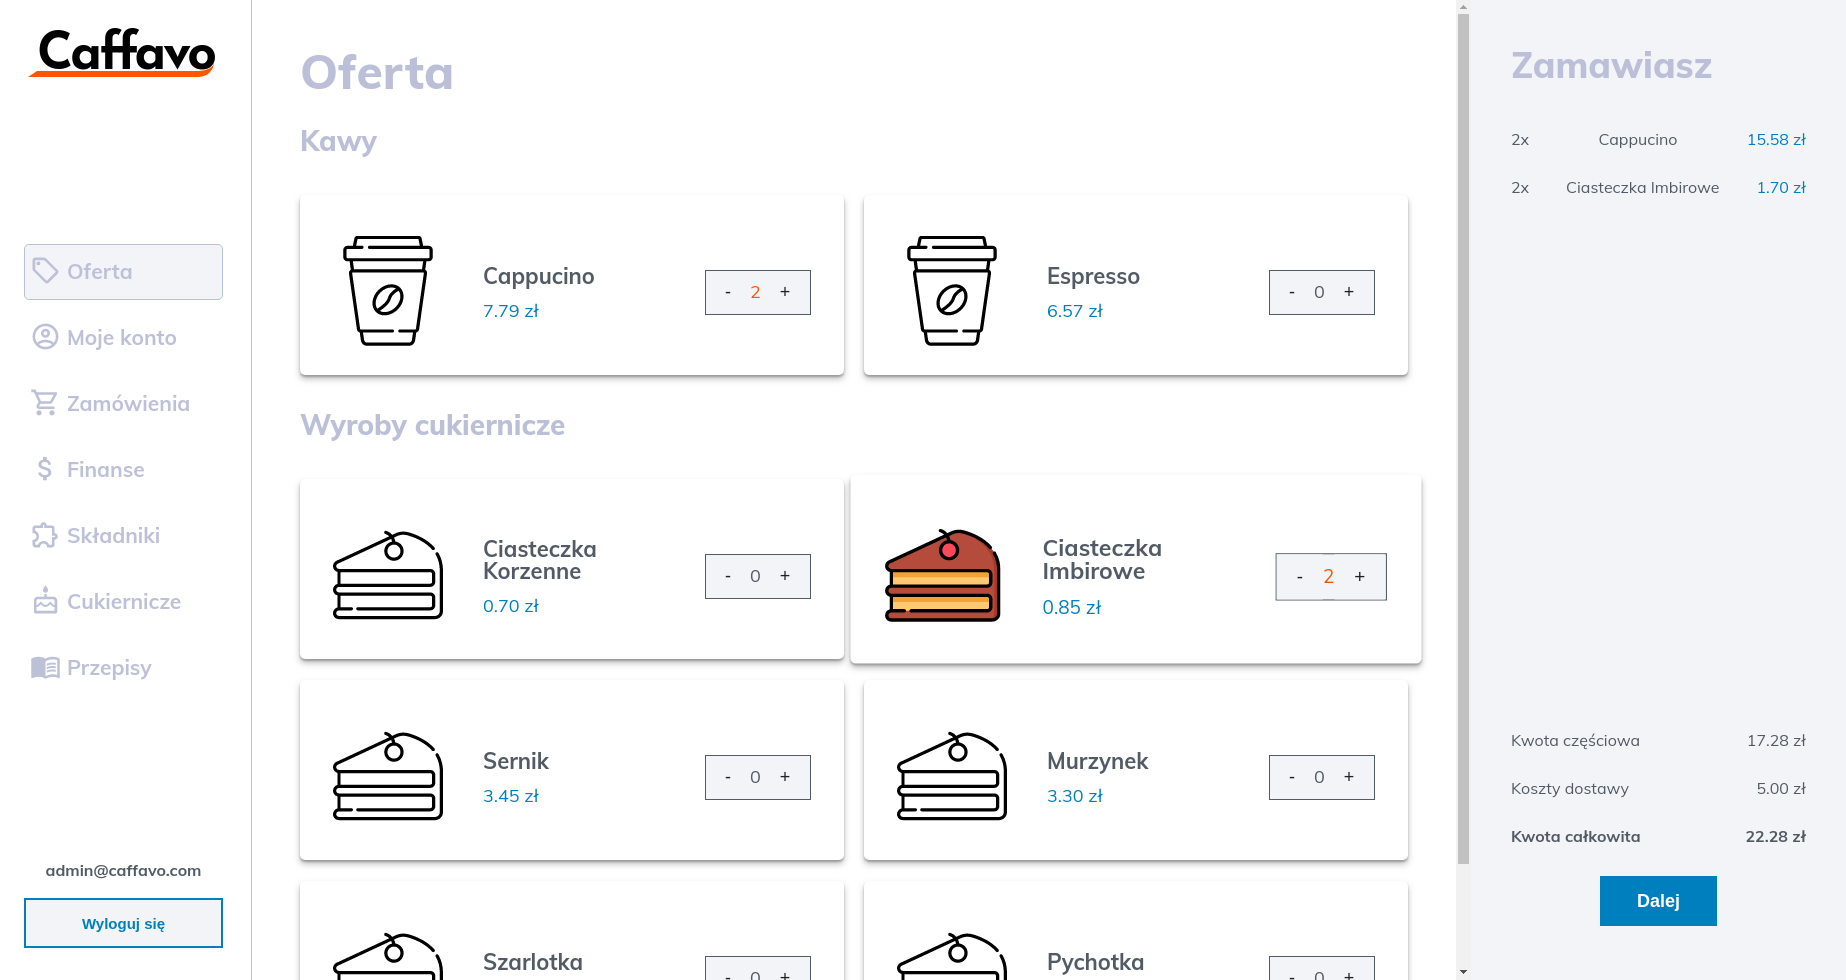 Caffavo
Oferta
Moje konto
Zamówienia
Finanse
Składniki
Cukiernicze
Przepisy
admin@caffavo.com
Wyloguj się
Oferta
Kawy
Cappucino
7.79 zł
- 2 +
Espresso
6.57 zł
- 0 +
Wyroby cukiernicze
Ciasteczka
Korzenne
0.70 zł
- 0 +
Ciasteczka
Imbirowe
0.85 zł
- 2 +
Sernik
3.45 zł
- 0 +
Murzynek
3.30 zł
- 0 +
Szarlotka
- 0 +
Pychotka
- 0 +
Zamawiasz
2x Cappucino 15.58 zł
2x Ciasteczka Imbirowe 1.70 zł
Kwota częściowa 17.28 zł
Koszty dostawy 5.00 zł
Kwota całkowita 22.28 zł
Dalej